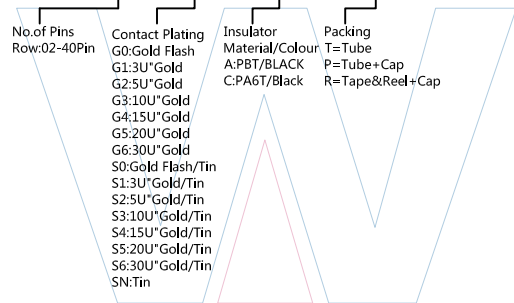 No.of Pins
Row:02-40Pin
Contact Plating
G0:Gold Flash
G1:3U"Gold
G2:5U"Gold
G3:10U"Gold
G4:15U"Gold
G5:20U"Gold
G6:30U"Gold
S0:Gold Flash/Tin
S1:3U"Gold/Tin
S2:5U"Gold/Tin
S3:10U"Gold/Tin
S4:15U"Gold/Tin
S5:20U"Gold/Tin
S6:30U"Gold/Tin
SN:Tin
Insulator
Material/Colour
A:PBT/BLACK
C:PA6T/Black
Packing
T=Tube
P=Tube+Cap
R=Tape&Reel+Cap